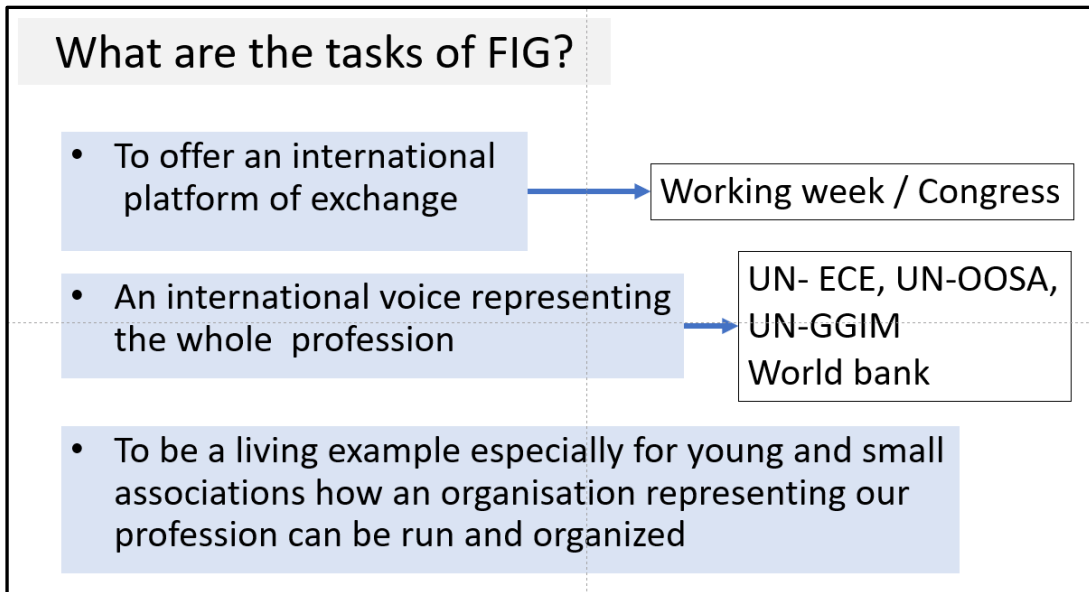 What are the tasks of FIG?
• To offer an international
platform of exchange
Working week / Congress
• An international voice representing
the whole profession
UN- ECE, UN-OOSA,
UN-GGIM
World bank
• To be a living example especially for young and small
associations how an organisation representing our
profession can be run and organized